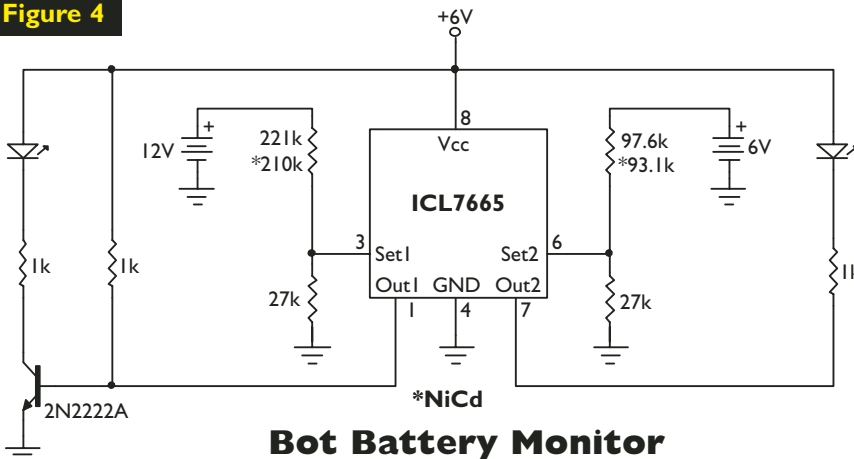 Figure 4
+6V
8
Vcc
12V
+
221k
*210k
97.6k
*93.1k
+
6V
ICL7665
3
Set1
Set2
6
1k
1k
27k
Out1
GND
Out2
27k
1
4
7
2N2222A
*NiCd
Bot Battery Monitor